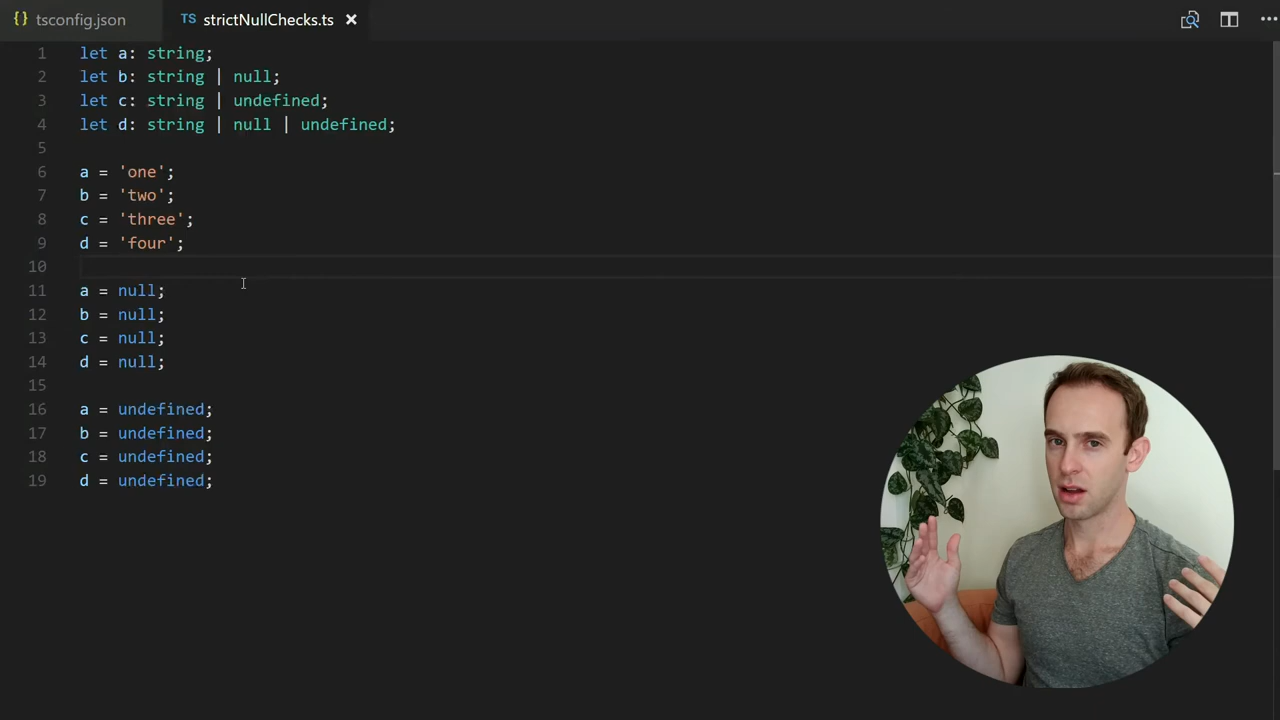 {} tsconfig.json
TS strictNullChecks.ts ×
1 let a: string;
2 let b: string | null;
3 let c: string | undefined;
4 let d: string | null | undefined;
5
6 a = 'one';
7 b = 'two';
8 c = 'three';
9 d = 'four';
10
11 a = null;
12 b = null;
13 c = null;
14 d = null;
15
16 a = undefined;
17 b = undefined;
18 c = undefined;
19 d = undefined;